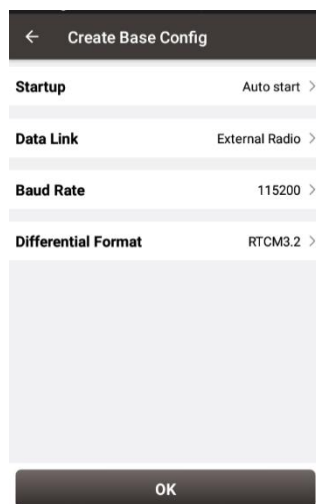 Create Base Config
Startup Auto start
Data Link External Radio
Baud Rate 115200
Differential Format RTCM3.2
OK